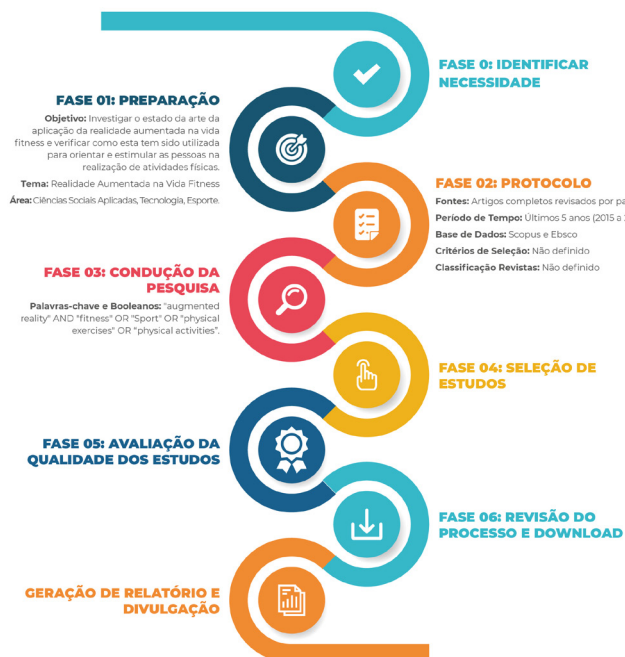 FASE 0: IDENTIFICAR
NECESSIDADE
FASE 01: PREPARAÇÃO
Objetivo: Investigar o estado da arte da
aplicação da realidade aumentada na vida
fitness e verificar como esta tem sido utilizada
para orientar e estimular as pessoas na
realização de atividades físicas.
Tema: Realidade Aumentada na Vida Fitness
Área: Ciências Sociais Aplicadas, Tecnologia, Esporte.
FASE 02: PROTOCOLO
Fontes: Artigos completos revisados por
Período de Tempo: Últimos 5 anos (2015 a
Base de Dados: Scopus e Ebsco
Critérios de Seleção: Não definido
Classificação Revistas: Não definido
FASE 03: CONDUÇÃO DA
PESQUISA
Palavras-chave e Booleanos: "augmented
reality" AND "fitness" OR "Sport" OR "physical
exercises" OR "physical activities".
FASE 04: SELEÇÃO DE
ESTUDOS
FASE 05: AVALIAÇÃO DA
QUALIDADE DOS ESTUDOS
FASE 06: REVISÃO DO
PROCESSO E DOWNLOAD
GERAÇÃO DE RELATÓRIO E
DIVULGAÇÃO